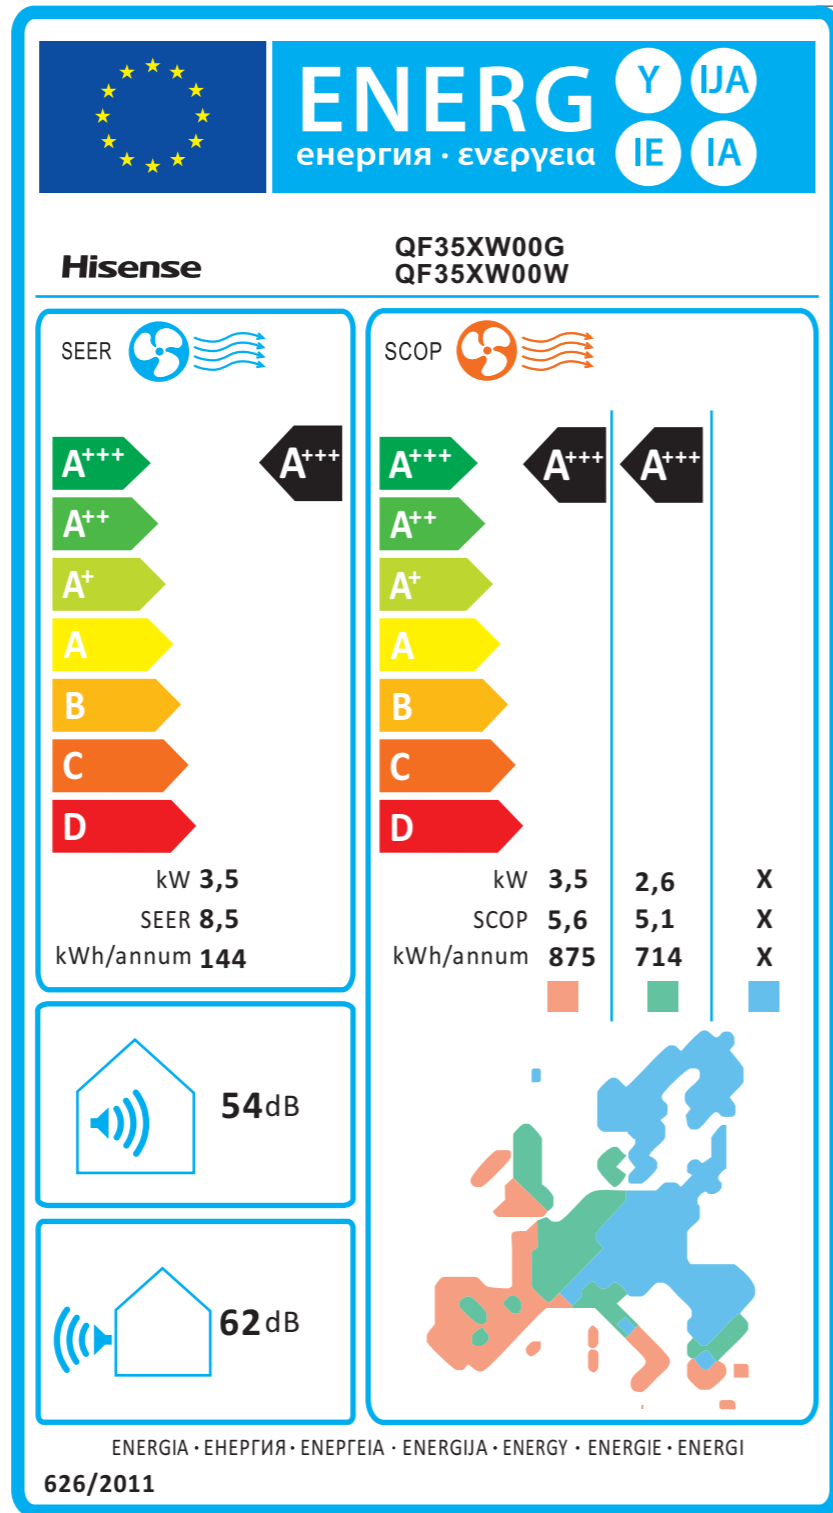 ENERG Y IJA
енергия · ενεργεια IE IA
Hisense
QF35XW00G
QF35XW00W
SEER
A+++ A+++
A++
A+
A
B
C
D
kW 3,5
SEER 8,5
kWh/annum 144
SCOP
A+++ A+++ A+++
A++
A+
A
B
C
D
kW 3,5 2,6 X
SCOP 5,6 5,1 X
kWh/annum 875 714 X
54dB
62dB
ENERGIA · ЕНЕРГИЯ · ΕΝΕΡΓΕΙΑ · ENERGIJA · ENERGY · ENERGIE · ENERGI
626/2011